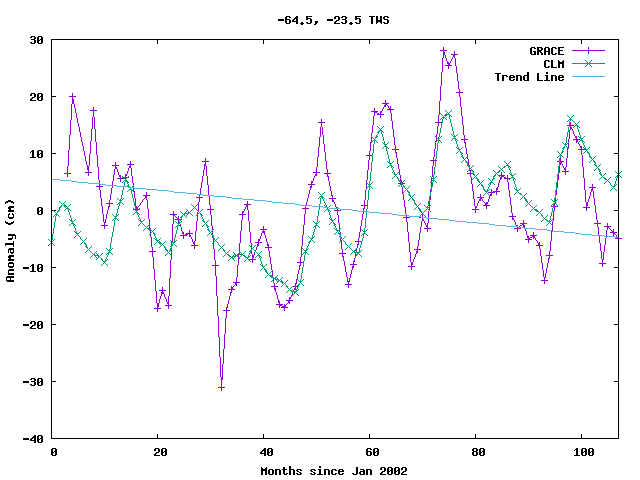 -64.5, -23.5 TWS
30
20
10
0
-10
-20
-30
-40
Anomaly (cm)
GRACE
CLM
Trend Line
0 20 40 60 80 100
Months since Jan 2002